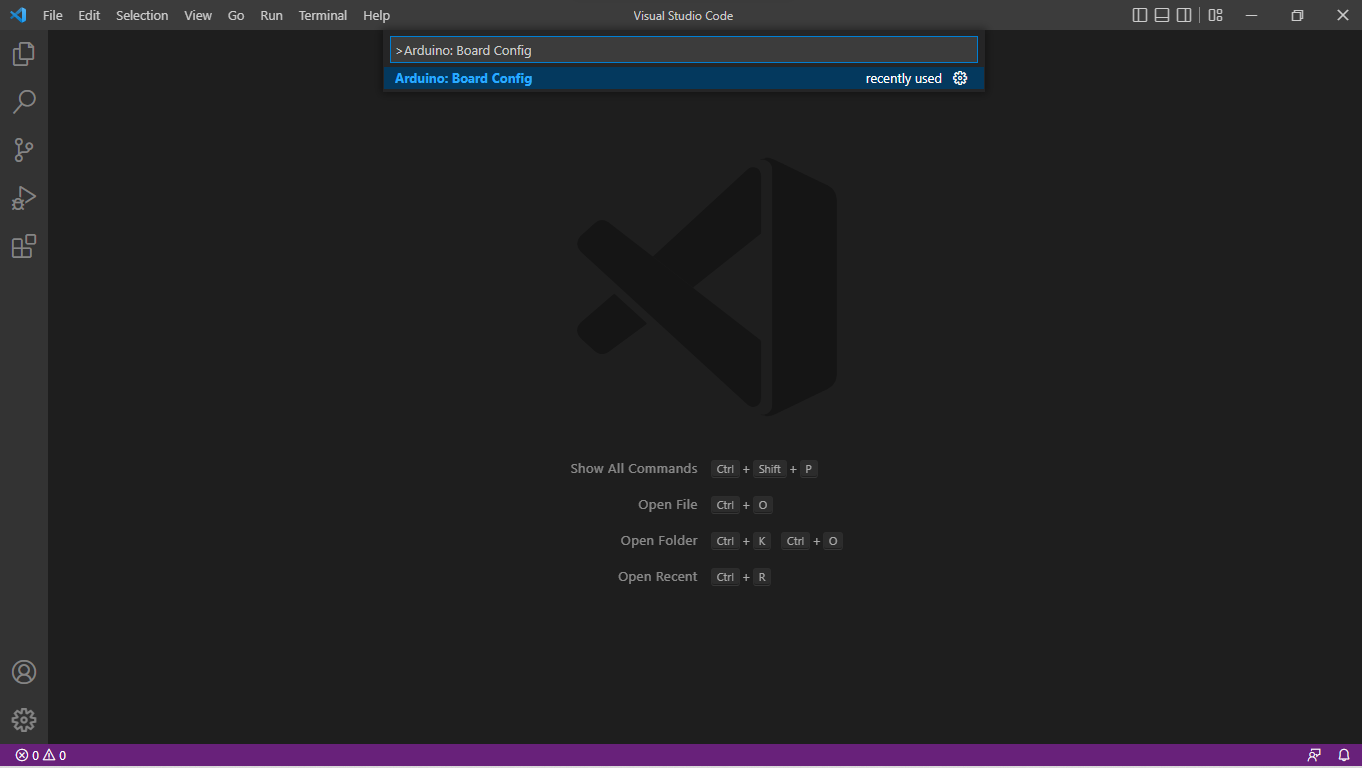 File Edit Selection View Go Run Terminal Help Visual Studio Code
>Arduino: Board Config
Arduino: Board Config recently used
Show All Commands Ctrl + Shift + P
Open File Ctrl + O
Open Folder Ctrl + K Ctrl + O
Open Recent Ctrl + R
0 0